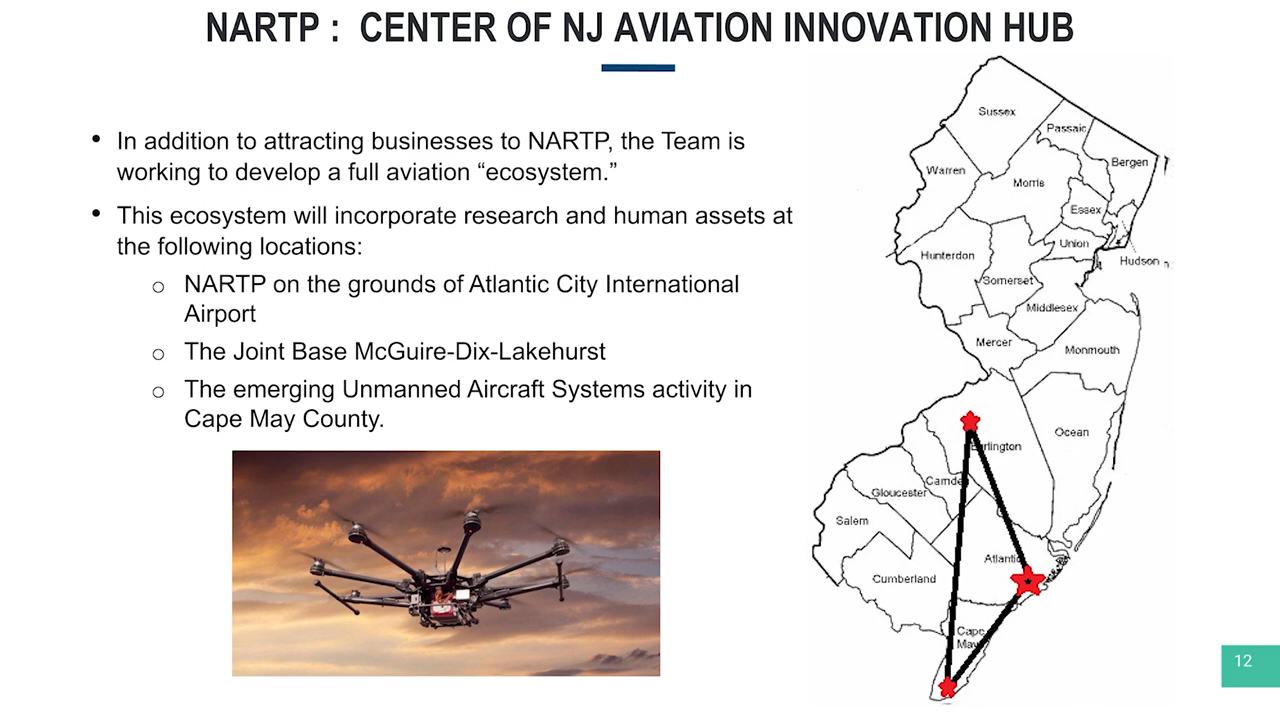 NARTP : CENTER OF NJ AVIATION INNOVATION HUB
• In addition to attracting businesses to NARTP, the Team is
working to develop a full aviation “ecosystem.”
• This ecosystem will incorporate research and human assets at
the following locations:
o NARTP on the grounds of Atlantic City International
Airport
o The Joint Base McGuire-Dix-Lakehurst
o The emerging Unmanned Aircraft Systems activity in
Cape May County.
Sussex
Passaic
Bergen
Warren
Morris
Essex
Union
Hudson
Hunterdon
Somerset
Middlesex
Mercer
Monmouth
Ocean
Burlington
Camden
Gloucester
Salem
Atlantic
Cumberland
Cape
May
12